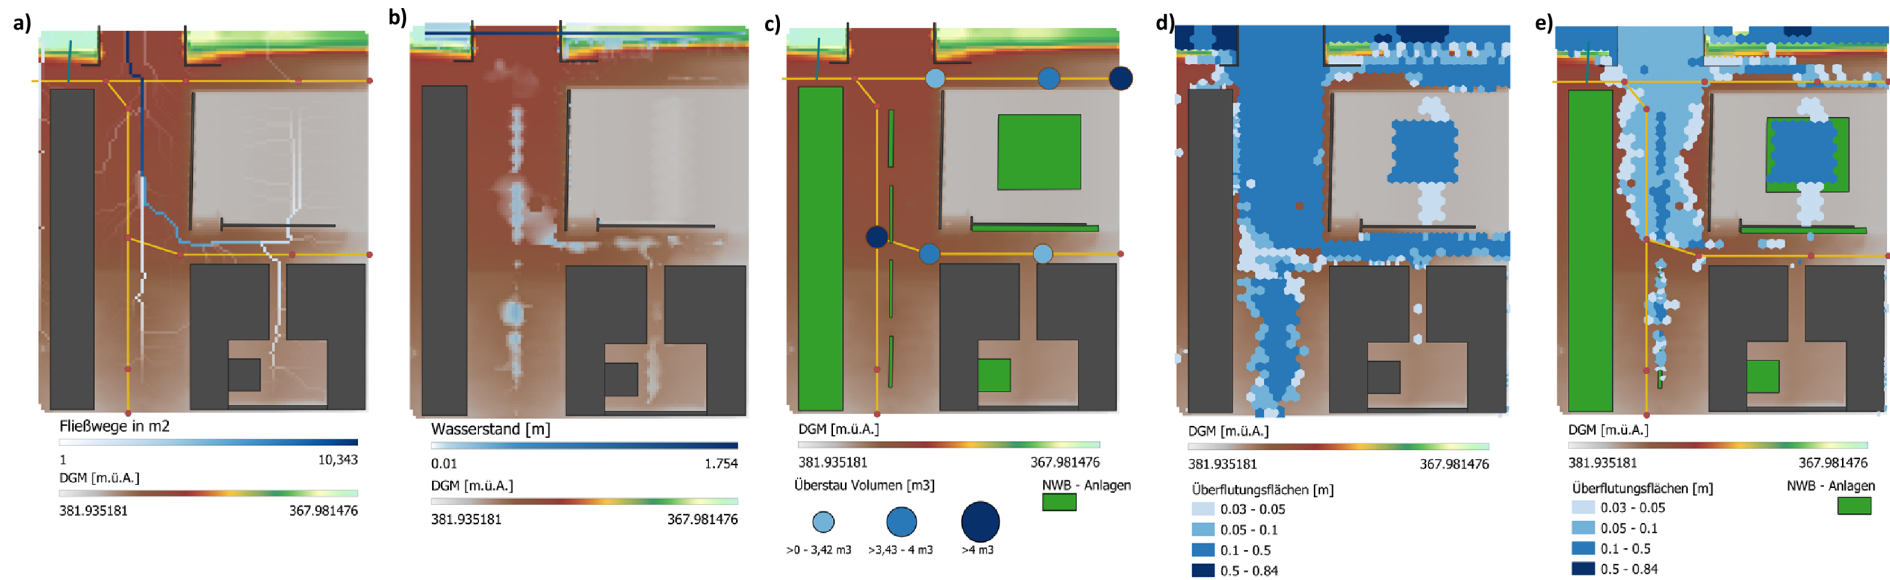 a)
Fließwege in m2
1 10,343
DGM [m.ü.A.]
381.935181 367.981476
b)
Wasserstand [m]
0.01 1.754
DGM [m.ü.A.]
381.935181 367.981476
c)
DGM [m.ü.A.]
381.935181 367.981476
Überstau Volumen [m3]
>0 - 3,42 m3 >3,43 - 4 m3 >4 m3
NWB - Anlagen
d)
DGM [m.ü.A.]
381.935181 367.981476
Überflutungsflächen [m]
0.03 - 0.05
0.05 - 0.1
0.1 - 0.5
0.5 - 0.84
e)
DGM [m.ü.A.]
381.935181 367.981476
Überflutungsflächen [m]
0.03 - 0.05
0.05 - 0.1
0.1 - 0.5
0.5 - 0.84
NWB - Anlagen